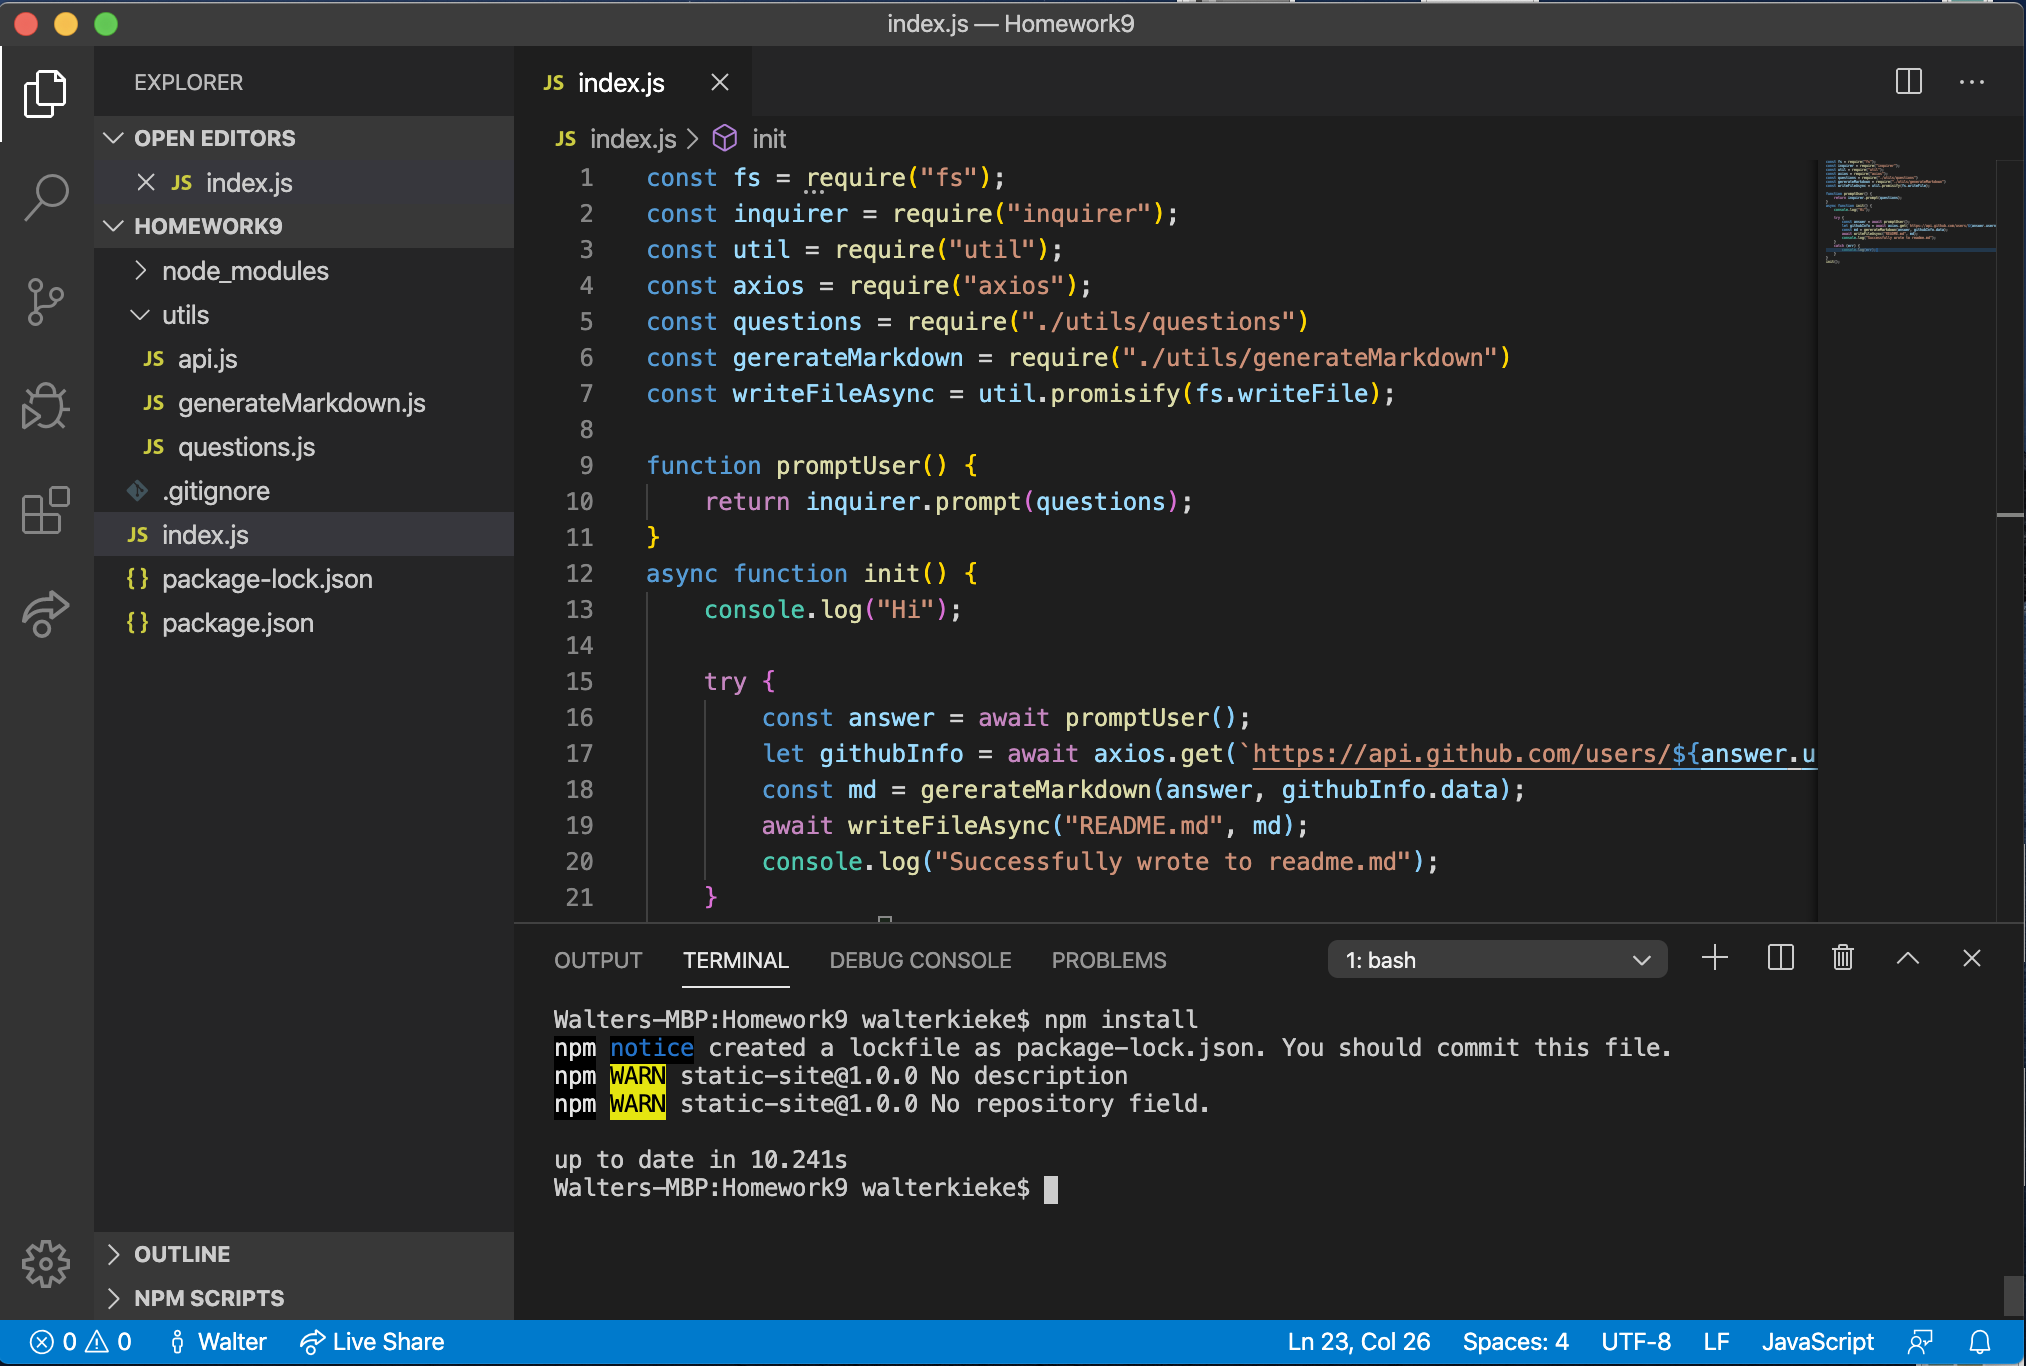 index.js — Homework9
EXPLORER
OPEN EDITORS
JS index.js
HOMEWORK9
node_modules
utils
JS api.js
JS generateMarkdown.js
JS questions.js
.gitignore
JS index.js
{} package-lock.json
{} package.json
OUTLINE
NPM SCRIPTS
JS index.js
JS index.js > init
1 const fs = require("fs");
2 const inquirer = require("inquirer");
3 const util = require("util");
4 const axios = require("axios");
5 const questions = require("./utils/questions")
6 const gererateMarkdown = require("./utils/generateMarkdown")
7 const writeFileAsync = util.promisify(fs.writeFile);
8
9 function promptUser() {
10 return inquirer.prompt(questions);
11 }
12 async function init() {
13 console.log("Hi");
14
15 try {
16 const answer = await promptUser();
17 let githubInfo = await axios.get(`https://api.github.com/users/${answer.u
18 const md = gererateMarkdown(answer, githubInfo.data);
19 await writeFileAsync("README.md", md);
20 console.log("Successfully wrote to readme.md");
21 }
OUTPUT TERMINAL DEBUG CONSOLE PROBLEMS 1: bash
Walters-MBP:Homework9 walterkieke$ npm install
npm notice created a lockfile as package-lock.json. You should commit this file.
npm WARN static-site@1.0.0 No description
npm WARN static-site@1.0.0 No repository field.
up to date in 10.241s
Walters-MBP:Homework9 walterkieke$
0 0 Walter Live Share Ln 23, Col 26 Spaces: 4 UTF-8 LF JavaScript